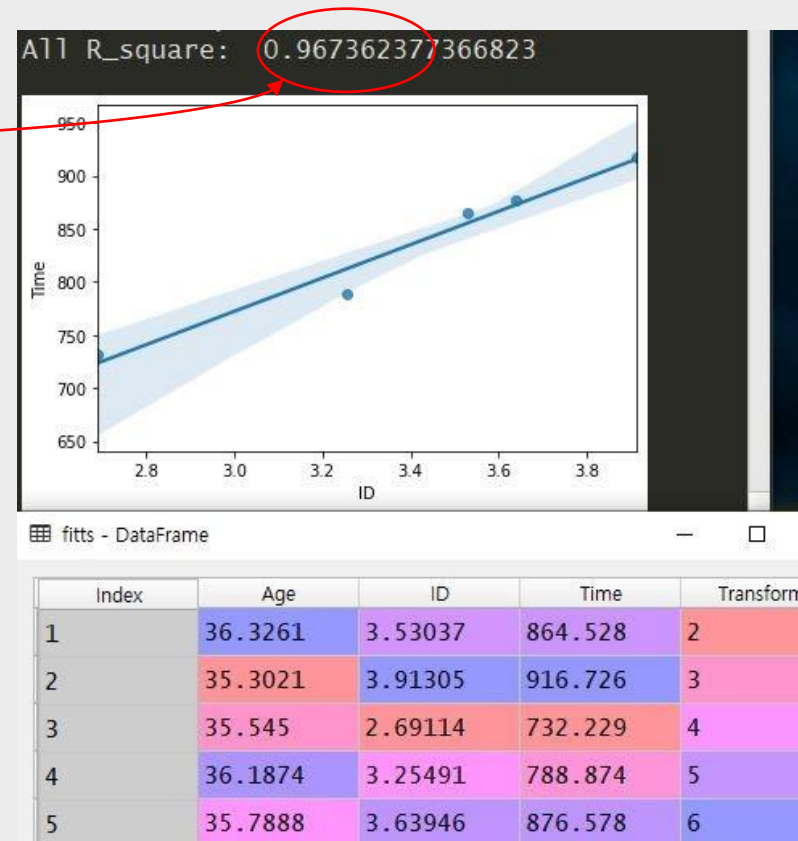 All R_square: 0.967362377366823
950
900
850
800
750
700
650
Time
2.8 3.0 3.2 3.4 3.6 3.8
ID
fitts - DataFrame
Index Age ID Time Transform
1 36.3261 3.53037 864.528 2
2 35.3021 3.91305 916.726 3
3 35.545 2.69114 732.229 4
4 36.1874 3.25491 788.874 5
5 35.7888 3.63946 876.578 6